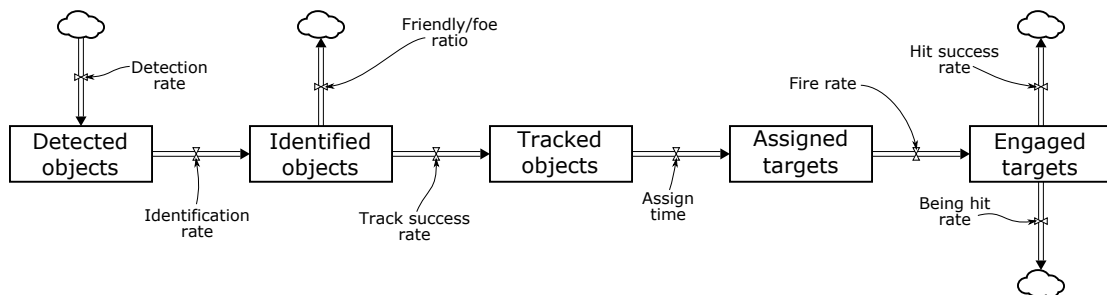 Friendly/foe
ratio
Detection
rate
Hit success
rate
Fire rate
Detected
objects
Identified
objects
Tracked
objects
Assigned
targets
Engaged
targets
Identification
rate
Track success
rate
Assign
time
Being hit
rate